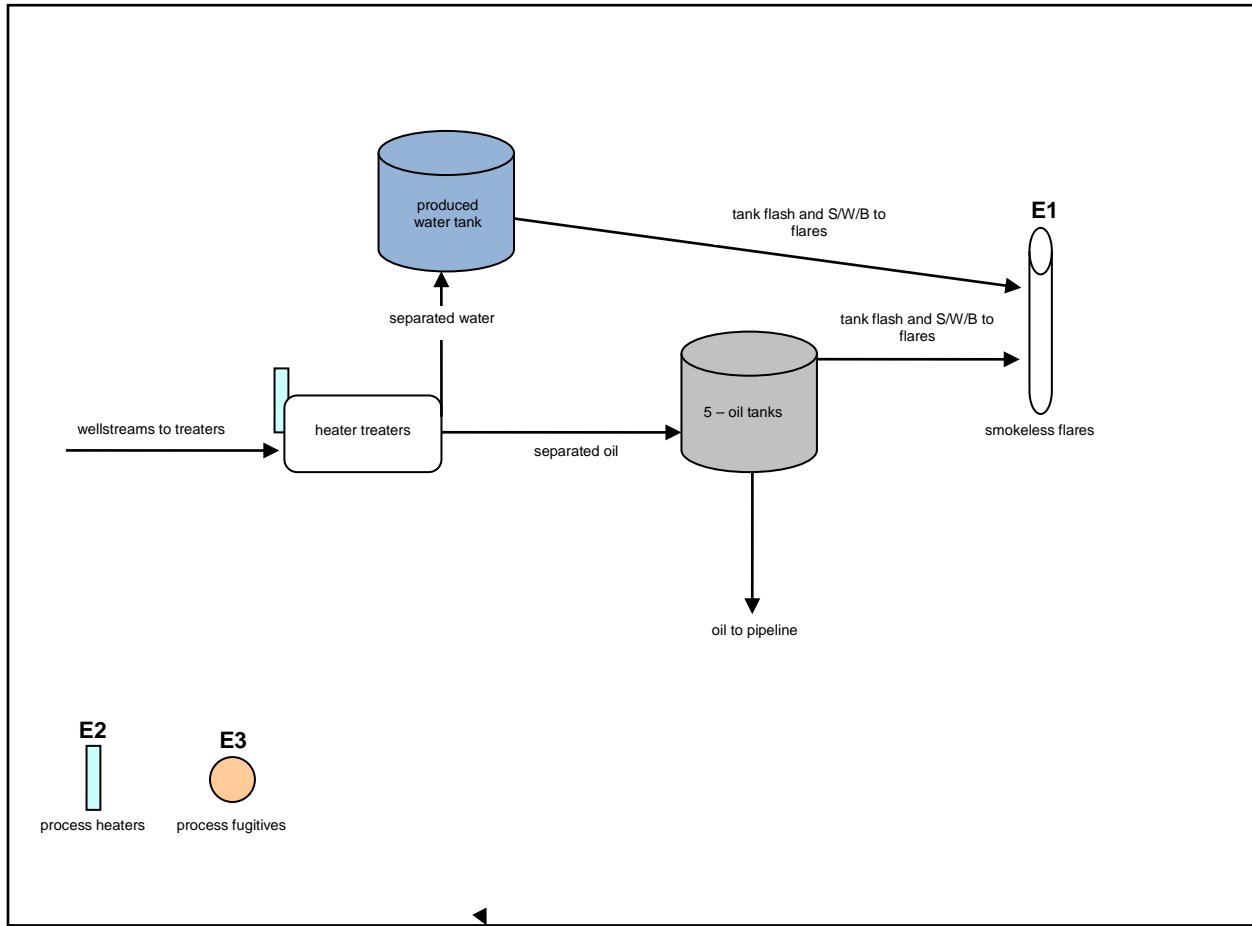 produced
water tank
tank flash and S/W/B to
flares
E1
separated water
tank flash and S/W/B to
flares
5 – oil tanks
smokeless flares
wellstreams to treaters
heater treaters
separated oil
oil to pipeline
E2
E3
process heaters
process fugitives